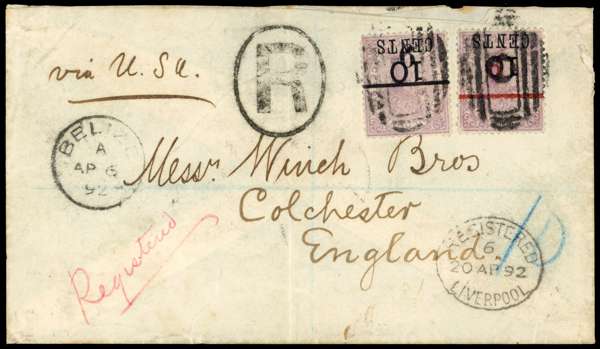 via U.S.A.
R
10
CENTS
10
CENTS
BELIZE
A
AP 6
92
Messrs Winch Bros
Colchester
England
Registered
REGISTERED
6
20 AP 92
LIVERPOOL